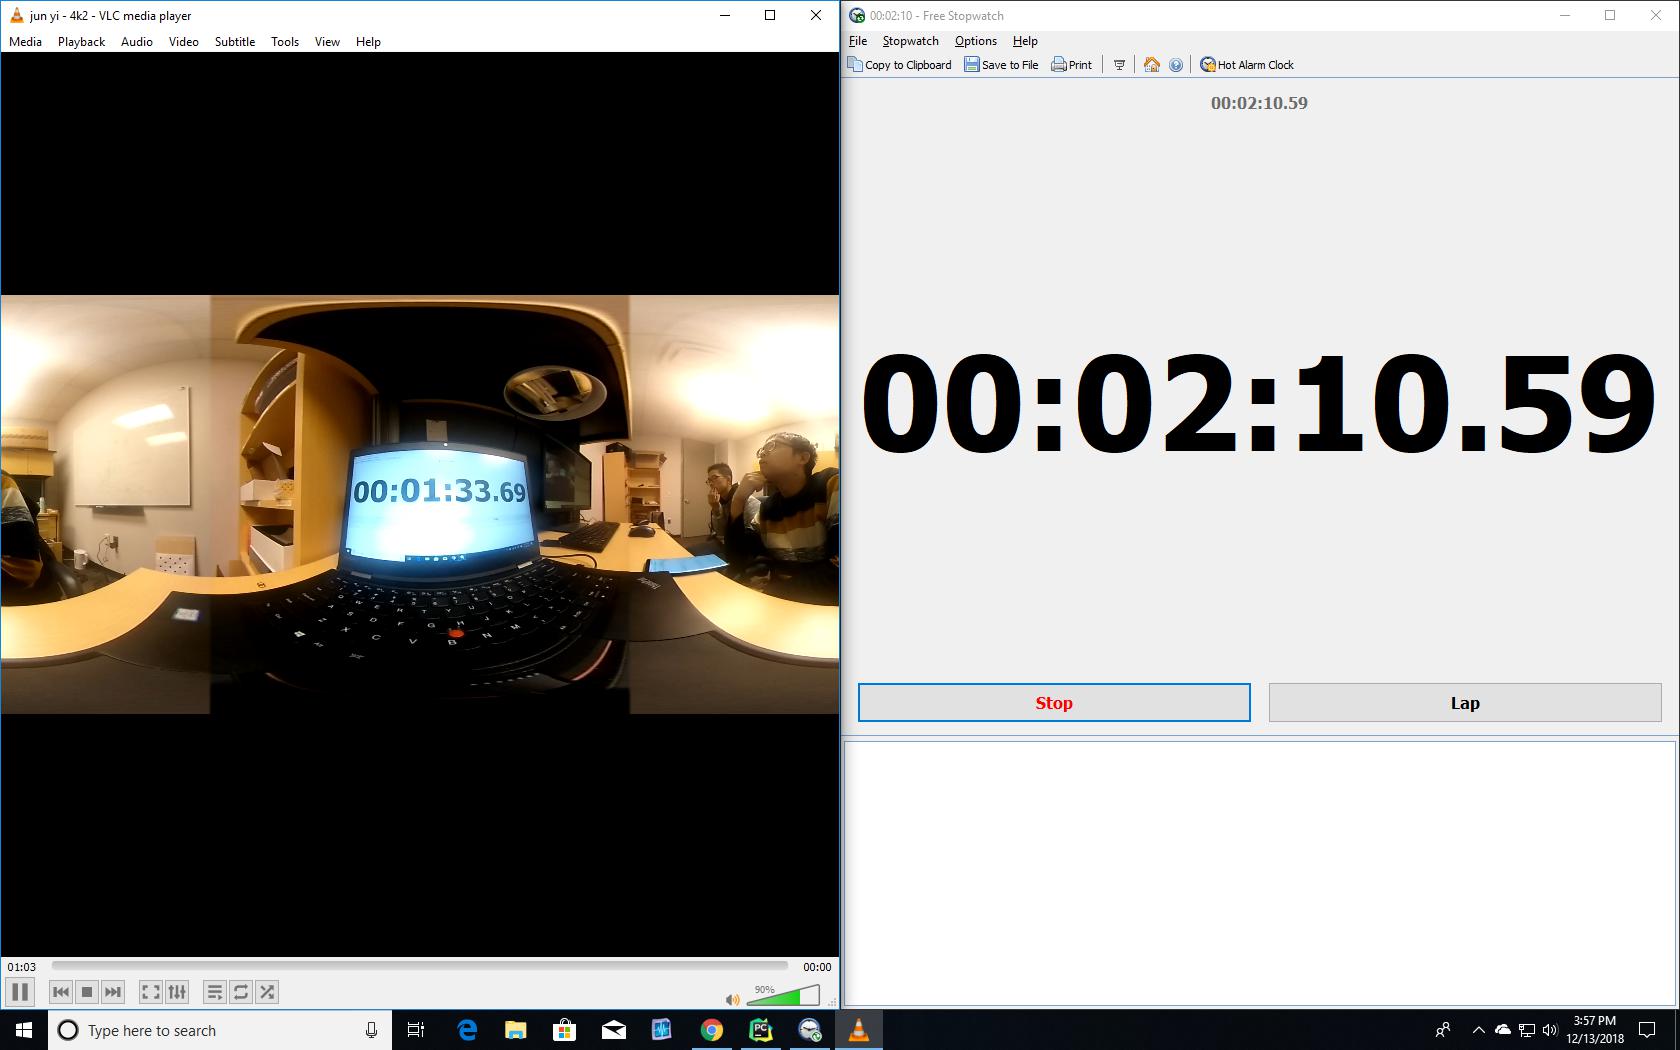 jun yi - 4k2 - VLC media player
Media Playback Audio Video Subtitle Tools View Help
00:01:33.69
01:03
00:00
90%
00:02:10 - Free Stopwatch
File Stopwatch Options Help
Copy to Clipboard Save to File Print Hot Alarm Clock
00:02:10.59
00:02:10.59
Stop
Lap
Type here to search
3:57 PM
12/13/2018